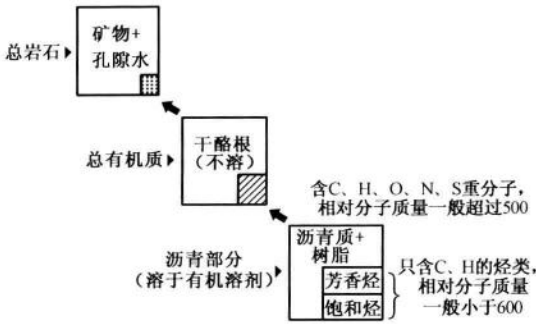 总岩石
矿物+
孔隙水
总有机质
干酪根
(不溶)
含C、H、O、N、S重分子,
相对分子质量一般超过500
沥青部分
(溶于有机溶剂)
沥青质+
树脂
芳香烃
饱和烃
只含C、H的烃类,
相对分子质量
一般小于600